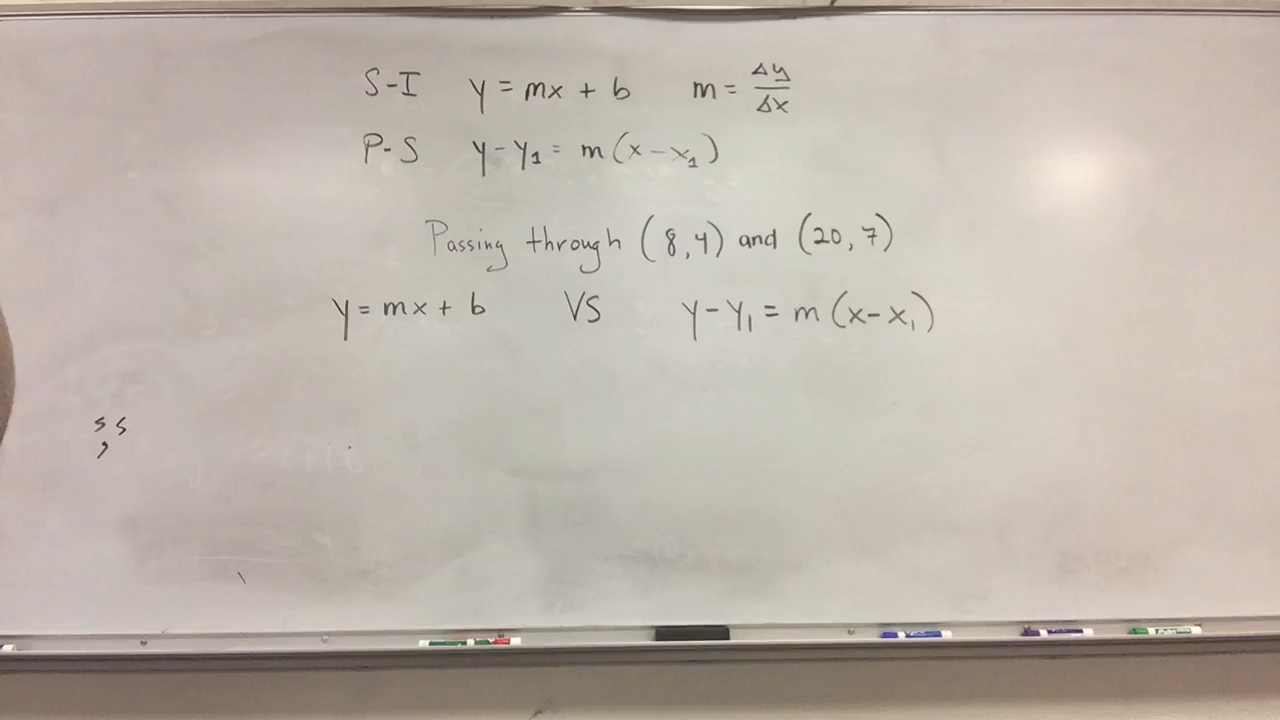 S-I y = mx + b m = Δy/Δx
P-S y-y₁ = m(x-x₁)
Passing through (8,4) and (20,7)
y = mx + b VS y-y₁ = m(x-x₁)